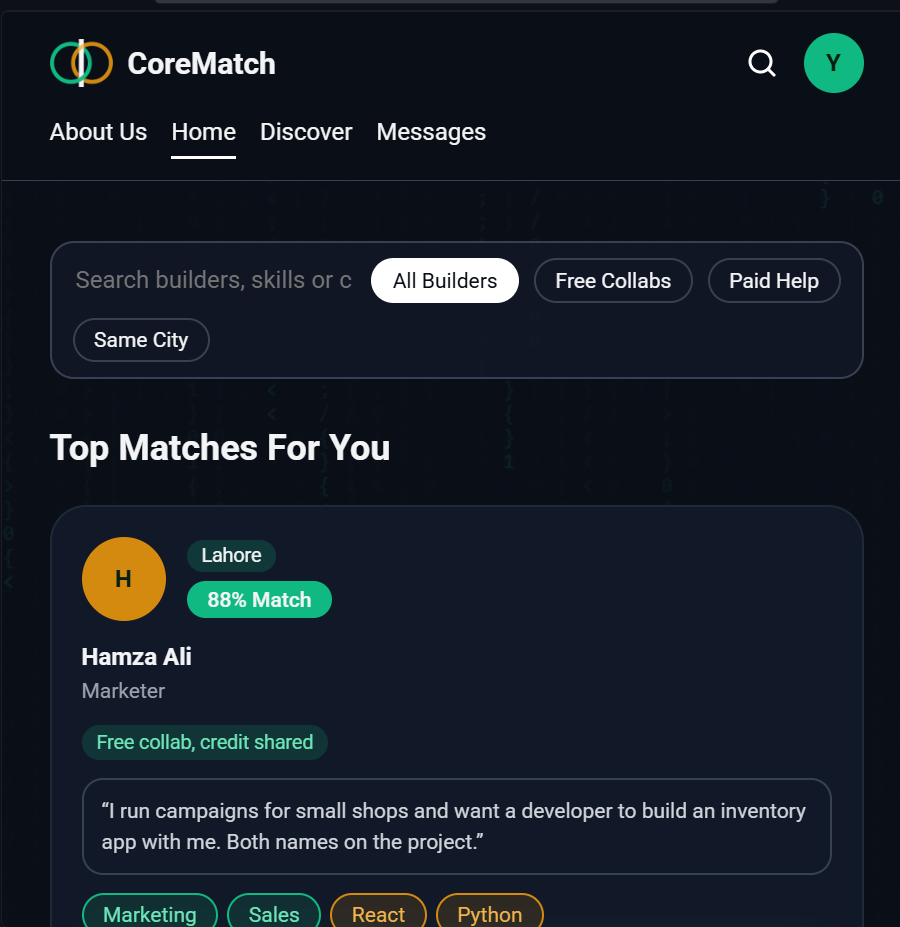 CoreMatch
Y
About Us Home Discover Messages
Search builders, skills or c All Builders Free Collabs Paid Help
Same City
Top Matches For You
H
Lahore
88% Match
Hamza Ali
Marketer
Free collab, credit shared
“I run campaigns for small shops and want a developer to build an inventory
app with me. Both names on the project.”
Marketing Sales React Python